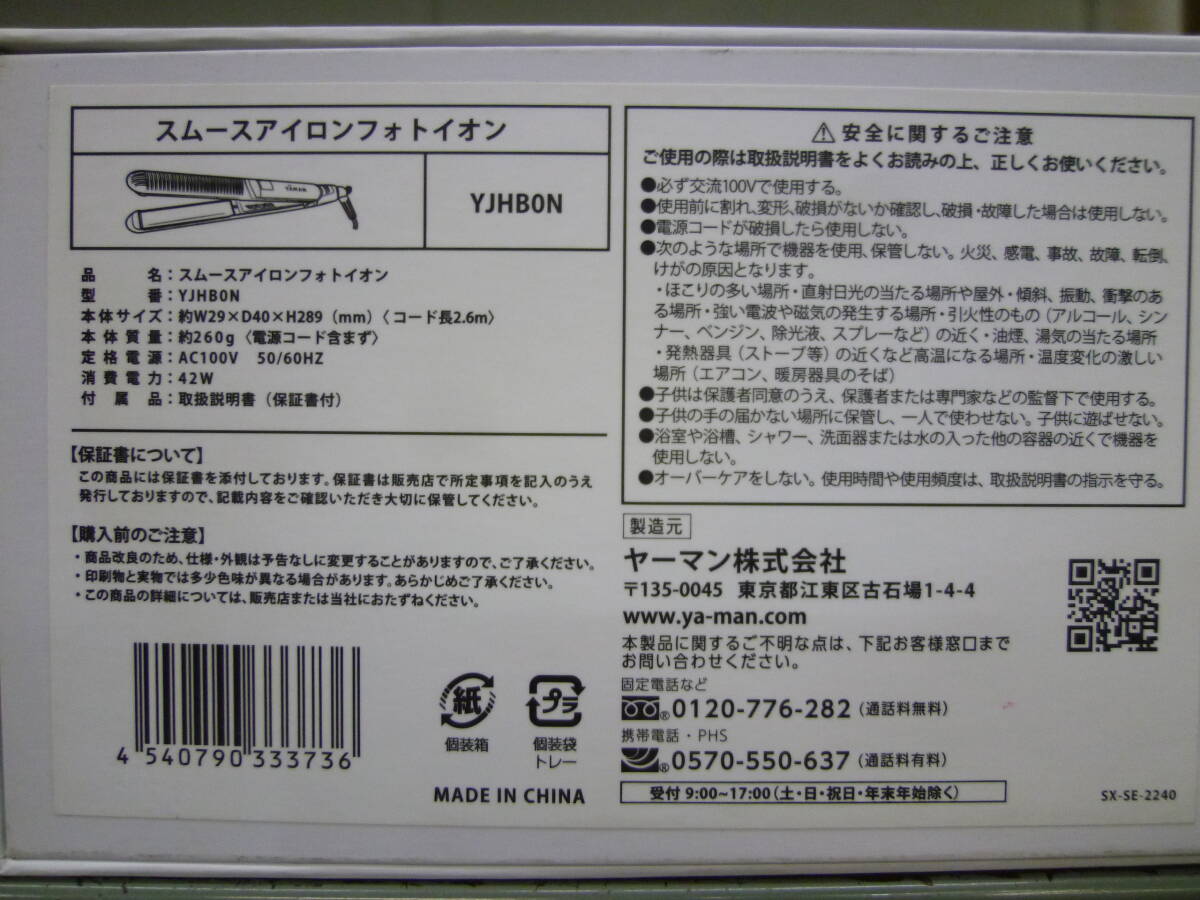 スムースアイロンフォトイオン
YJHB0N
品名：スムースアイロンフォトイオン
型番：YJHB0N
本体サイズ：約W29×D40×H289（mm）〈コード長2.6m〉
本体質量：約260g〈電源コード含まず〉
定格電源：AC100V 50/60HZ
消費電力：42W
付属品：取扱説明書（保証書付）
【保証書について】
この商品には保証書を添付しております。保証書は販売店で所定事項を記入のうえ
発行しておりますので、記載内容をご確認いただき大切に保管してください。
【購入前のご注意】
・商品改良のため、仕様・外観は予告なしに変更することがありますので、ご了承ください。
・印刷物と実物では多少色味が異なる場合があります。あらかじめご了承ください。
・この商品の詳細については、販売店または当社におたずねください。
4 540790 333736
紙
個装箱
プラ
個装袋
トレー
MADE IN CHINA
⚠安全に関するご注意
ご使用の際は取扱説明書をよくお読みの上、正しくお使いください。
●必ず交流100Vで使用する。
●使用前に割れ、変形、破損がないか確認し、破損・故障した場合は使用しない。
●電源コードが破損したら使用しない。
●次のような場所で機器を使用、保管しない。火災、感電、事故、故障、転倒、
けがの原因となります。
・ほこりの多い場所・直射日光の当たる場所や屋外・傾斜、振動、衝撃のあ
る場所・強い電波や磁気の発生する場所・引火性のもの（アルコール、シン
ナー、ベンジン、除光液、スプレーなど）の近く・油煙、湯気の当たる場所
・発熱器具（ストーブ等）の近くなど高温になる場所・温度変化の激しい
場所（エアコン、暖房器具のそば）
●子供は保護者同意のうえ、保護者または専門家などの監督下で使用する。
●子供の手の届かない場所に保管し、一人で使わせない。子供に遊ばせない。
●浴室や浴槽、シャワー、洗面器または水の入った他の容器の近くで機器を
使用しない。
●オーバーケアをしない。使用時間や使用頻度は、取扱説明書の指示を守る。
製造元
ヤーマン株式会社
〒135-0045 東京都江東区古石場1-4-4
www.ya-man.com
本製品に関するご不明な点は、下記お客様窓口まで
お問い合わせください。
固定電話など
®0120-776-282（通話料無料）
携帯電話・PHS
®0570-550-637（通話料有料）
受付 9:00~17:00（土・日・祝日・年末年始除く）
SX-SE-2240